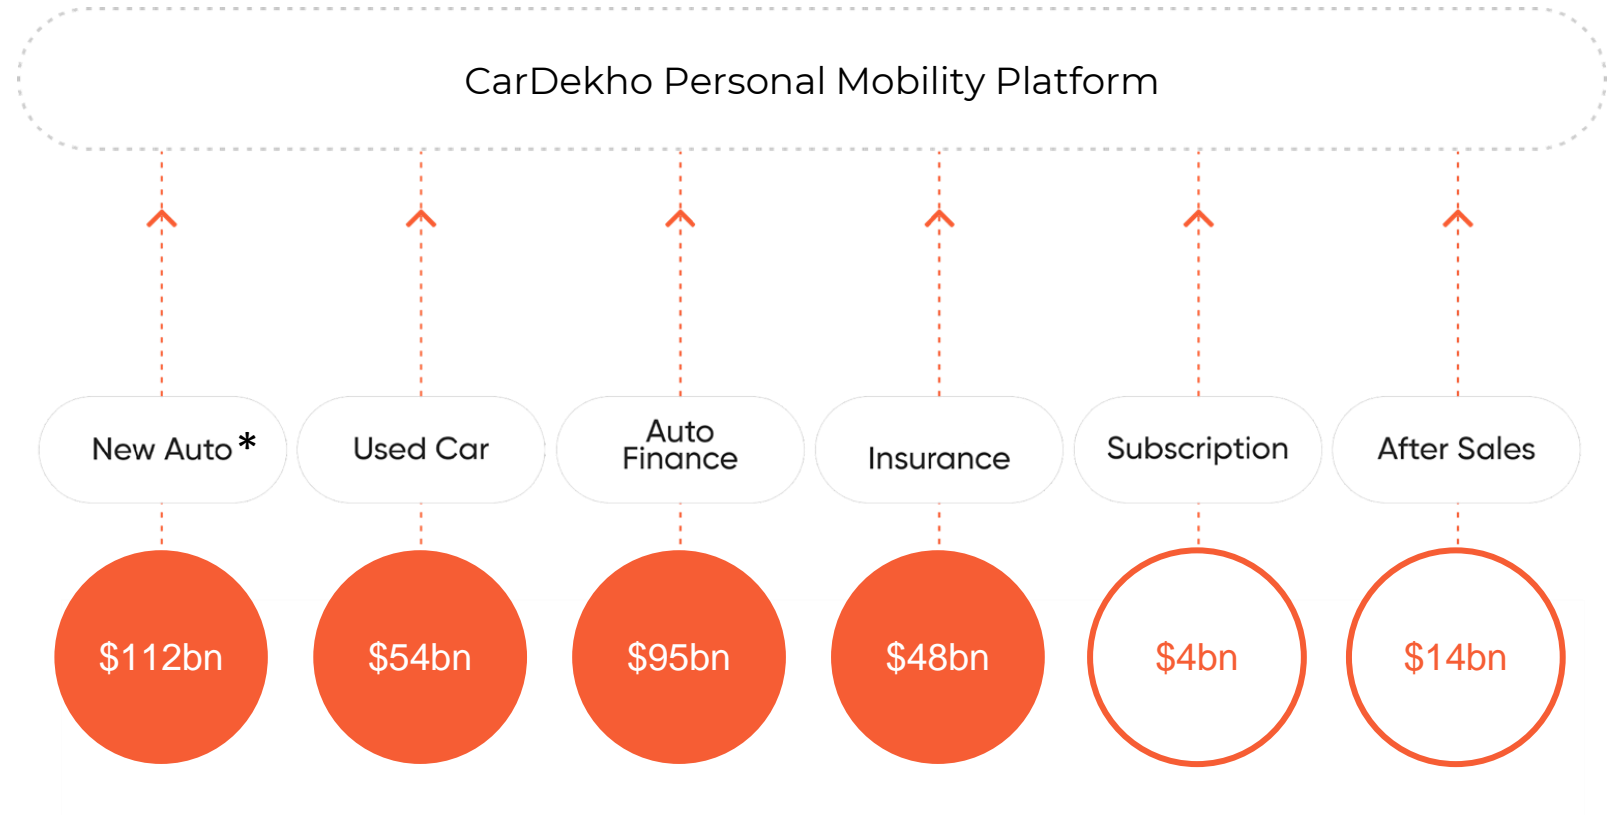 CarDekho Personal Mobility Platform
New Auto *
Used Car
Auto
Finance
Insurance
Subscription
After Sales
$112bn
$54bn
$95bn
$48bn
$4bn
$14bn